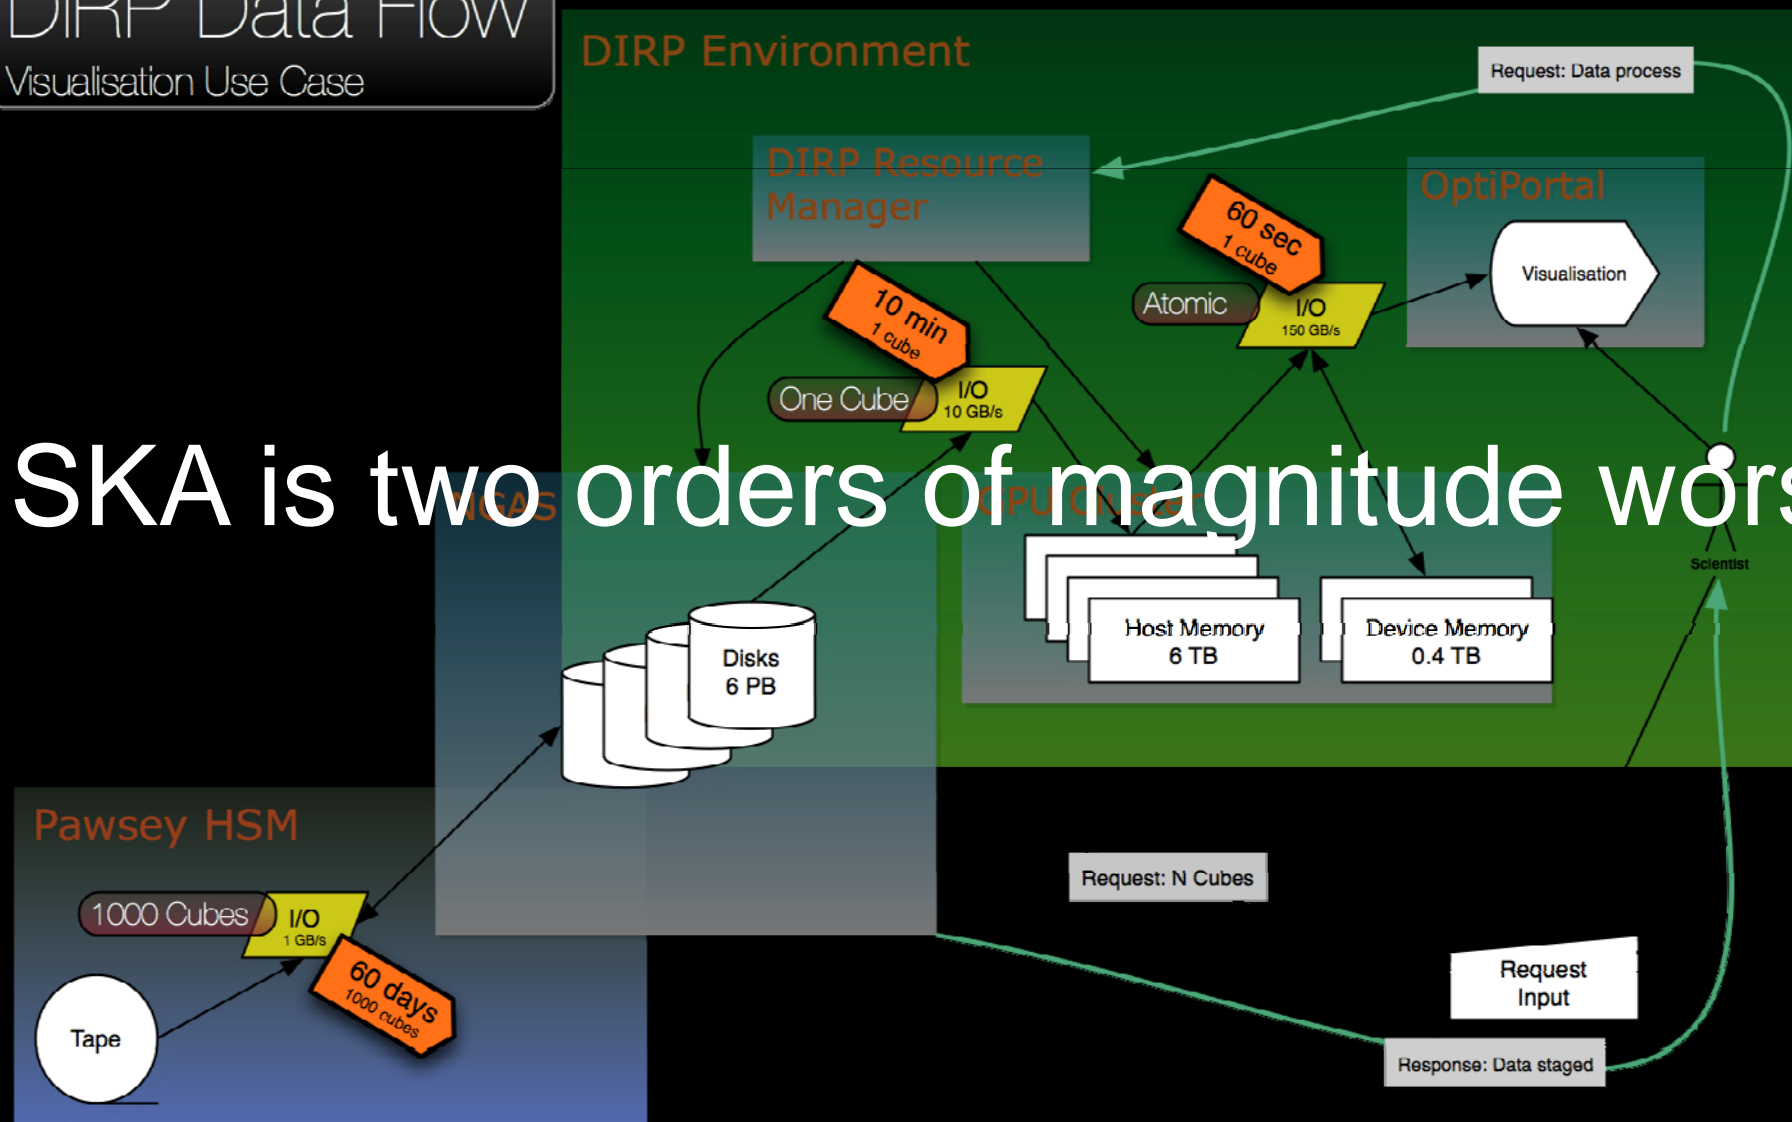 DIRP Data Flow
Visualisation Use Case
DIRP Environment
Request: Data process
DIRP Resource
Manager
60 sec
1 cube
OptiPortal
Visualisation
Atomic
I/O
150 GB/s
10 min
1 cube
One Cube
I/O
10 GB/s
SKA is two orders of magnitude wors
NGAS
GPU Cluster
Scientist
Host Memory
6 TB
Device Memory
0.4 TB
Disks
6 PB
Pawsey HSM
1000 Cubes
I/O
1 GB/s
60 days
1000 cubes
Tape
Request: N Cubes
Request
Input
Response: Data staged